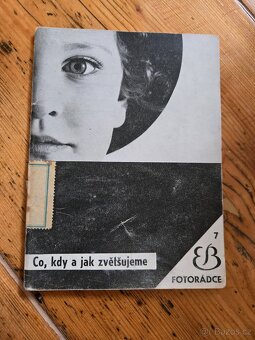 Co, kdy a jak zvětšujeme
7
FOTORÁDCE